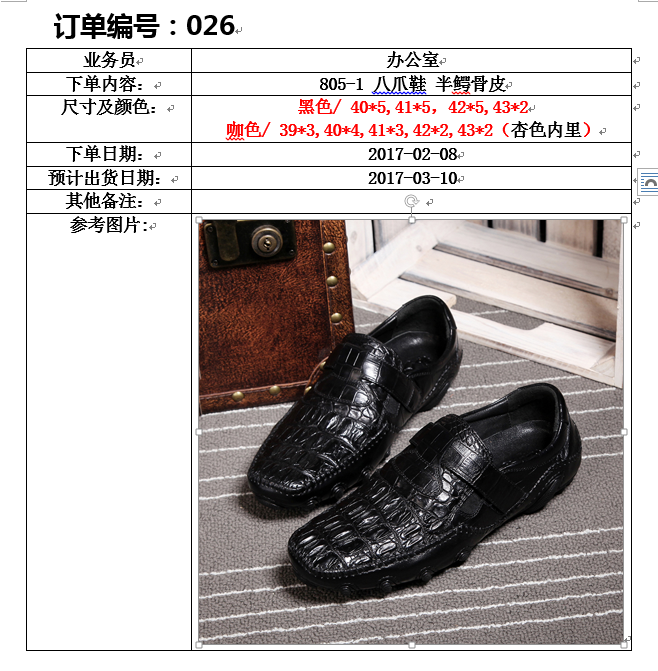 订单编号：026
业务员 办公室
下单内容： 805-1 八爪鞋 半鳄骨皮
尺寸及颜色： 黑色/ 40*5,41*5，42*5,43*2
咖色/ 39*3,40*4,41*3,42*2,43*2（杏色内里）
下单日期： 2017-02-08
预计出货日期： 2017-03-10
其他备注：
参考图片: